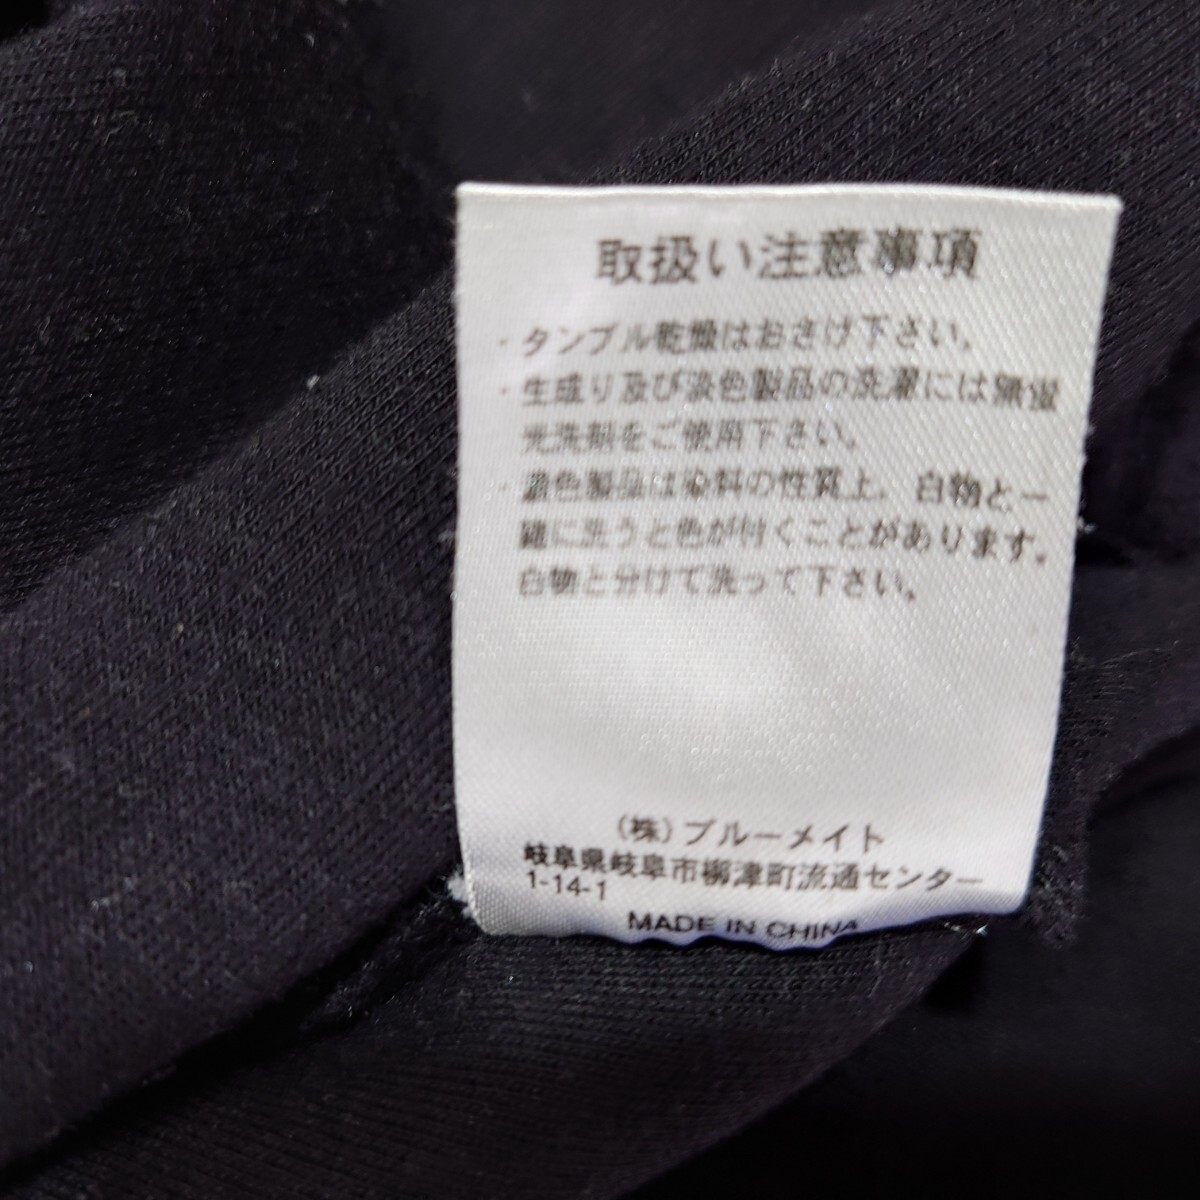 取扱い注意事項
・タンブル乾燥はおさけ下さい。
・生成り及び淡色製品の洗濯には無蛍
光洗剤をご使用下さい。
・濃色製品は染料の性質上、白物と一
緒に洗うと色が付くことがあります。
白物と分けて洗って下さい。
(株)ブルーメイト
岐阜県岐阜市柳津町流通センター
1-14-1
MADE IN CHINA